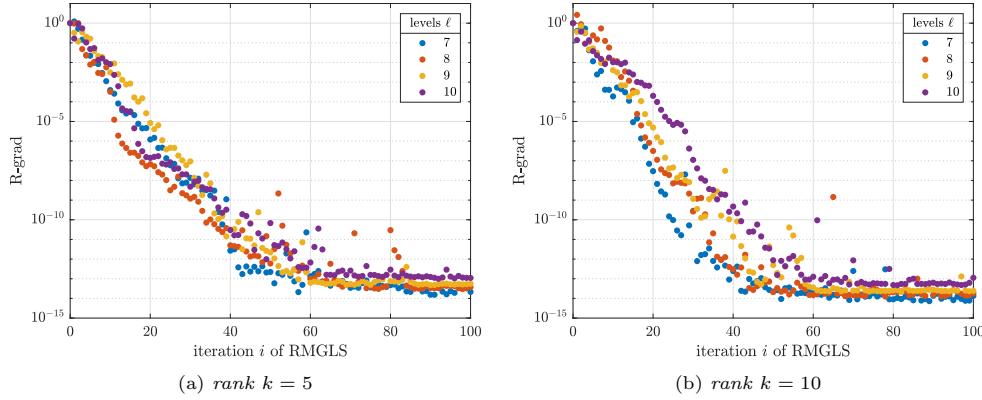 10^0
10^-5
10^-10
10^-15
R-grad
0 20 40 60 80 100
iteration i of RMGLS
levels ℓ
7
8
9
10
(a) rank k = 5
10^0
10^-5
10^-10
10^-15
R-grad
0 20 40 60 80 100
iteration i of RMGLS
levels ℓ
7
8
9
10
(b) rank k = 10